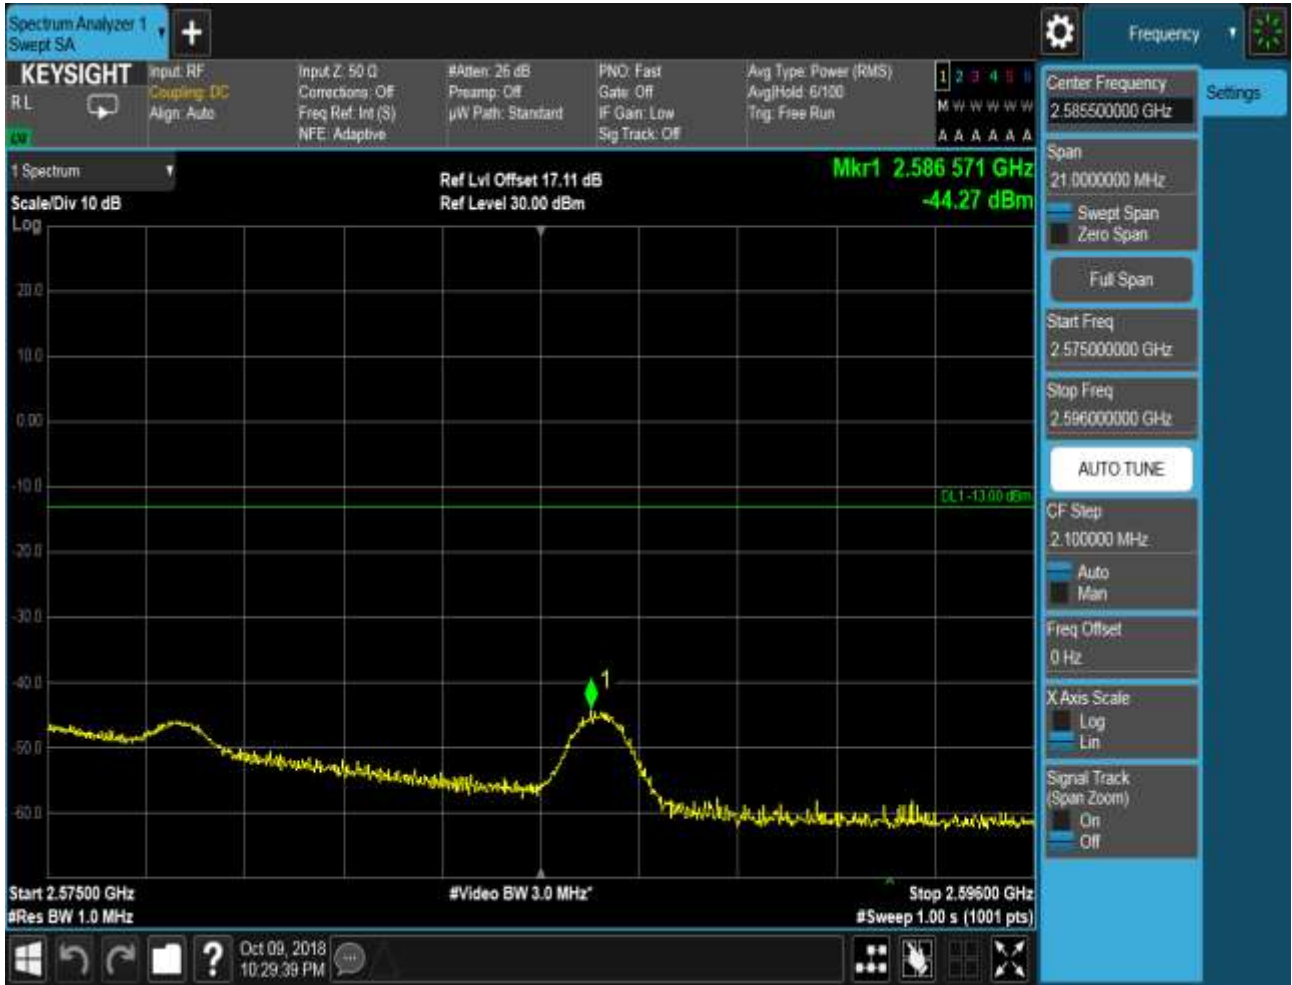 Spectrum Analyzer 1
Swept SA
+
Frequency
KEYSIGHT
R L
Input: RF
Coupling: DC
Align: Auto
Input Z: 50 Ω
Corrections: Off
Freq Ref: Int (S)
NFE: Adaptive
#Atten: 26 dB
Preamp: Off
µW Path: Standard
PNO: Fast
Gate: Off
IF Gain: Low
Sig Track: Off
Avg Type: Power (RMS)
Avg|Hold: 6/100
Trig: Free Run
1 2 3 4 5 6
M W W W W W
A A A A A A
1 Spectrum
Scale/Div 10 dB
Log
Ref Lvl Offset 17.11 dB
Ref Level 30.00 dBm
Mkr1 2.586 571 GHz
-44.27 dBm
20.0
10.0
0.00
-10.0
DL1 -13.00 dBm
-20.0
-30.0
-40.0
1
-50.0
-60.0
Start 2.57500 GHz
#Res BW 1.0 MHz
#Video BW 3.0 MHz*
Stop 2.59600 GHz
#Sweep 1.00 s (1001 pts)
?
Oct 09, 2018
10:29:39 PM
Center Frequency
2.585500000 GHz
Settings
Span
21.0000000 MHz
Swept Span
Zero Span
Full Span
Start Freq
2.575000000 GHz
Stop Freq
2.596000000 GHz
AUTO TUNE
CF Step
2.100000 MHz
Auto
Man
Freq Offset
0 Hz
X Axis Scale
Log
Lin
Signal Track
(Span Zoom)
On
Off